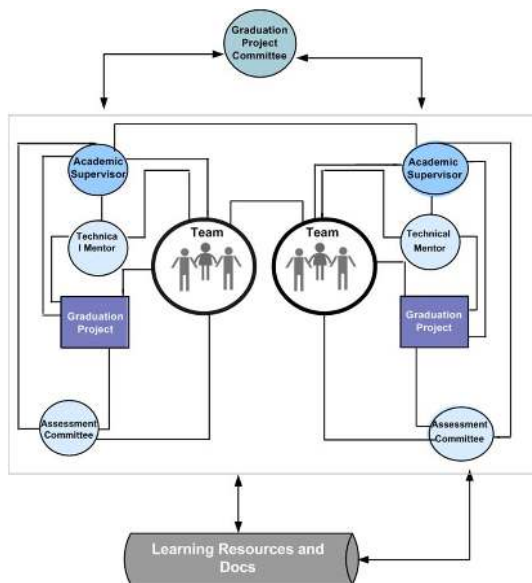 Graduation
Project
Committee
Academic
Supervisor
Technica
l Mentor
Team
Graduation
Project
Assessment
Committee
Team
Academic
Supervisor
Technical
Mentor
Graduation
Project
Assessment
Committee
Learning Resources and
Docs